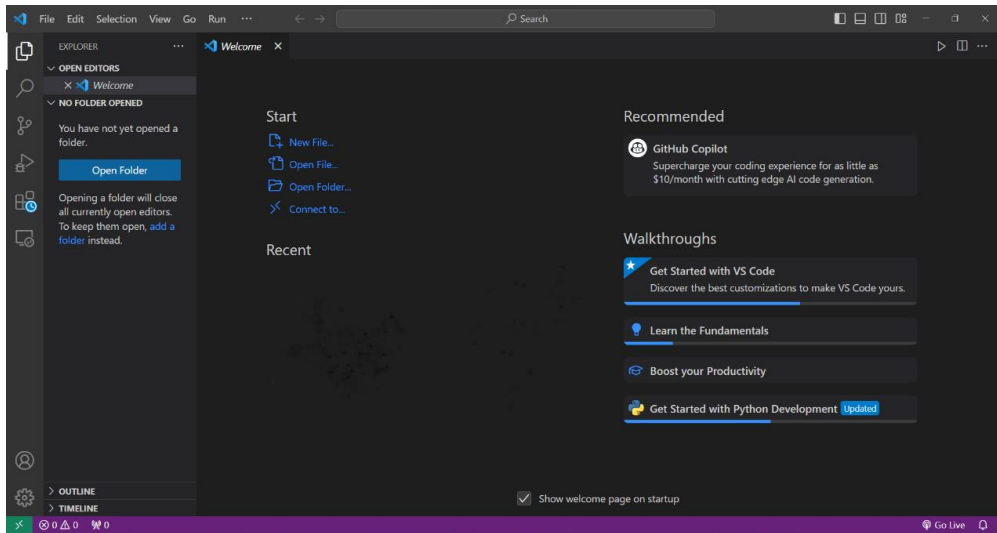 File Edit Selection View Go Run ··· Search
EXPLORER ···
OPEN EDITORS
Welcome
NO FOLDER OPENED
You have not yet opened a
folder.
Open Folder
Opening a folder will close
all currently open editors.
To keep them open, add a
folder instead.
OUTLINE
TIMELINE
Welcome
Start
New File...
Open File...
Open Folder...
Connect to...
Recent
Recommended
GitHub Copilot
Supercharge your coding experience for as little as
$10/month with cutting edge AI code generation.
Walkthroughs
Get Started with VS Code
Discover the best customizations to make VS Code yours.
Learn the Fundamentals
Boost your Productivity
Get Started with Python Development Updated
Show welcome page on startup
0 0 0 Go Live